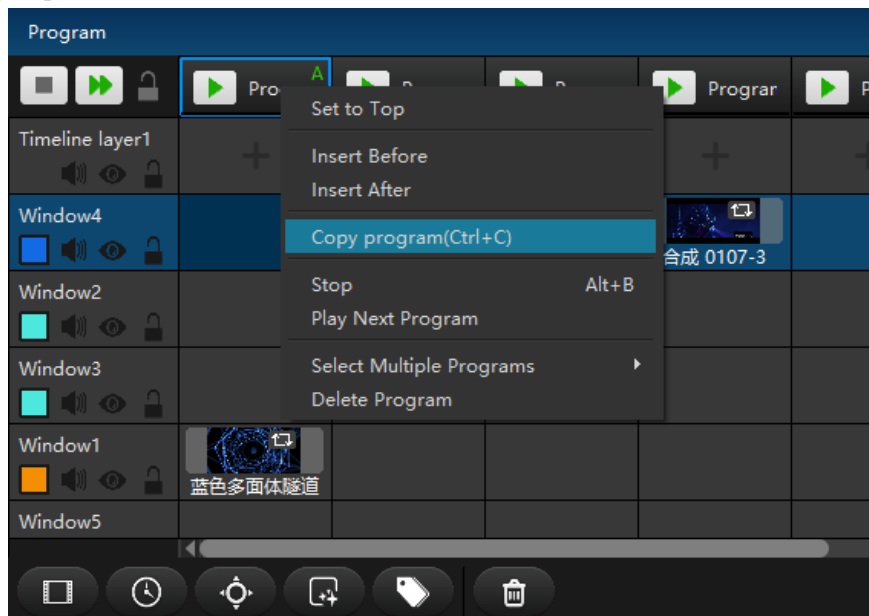 Program
A
Pro
Prograr
Set to Top
Timeline layer1
Insert Before
Insert After
Window4
Copy program(Ctrl+C)
合成 0107-3
Stop Alt+B
Window2
Play Next Program
Window3
Select Multiple Programs
Delete Program
Window1
蓝色多面体隧道
Window5